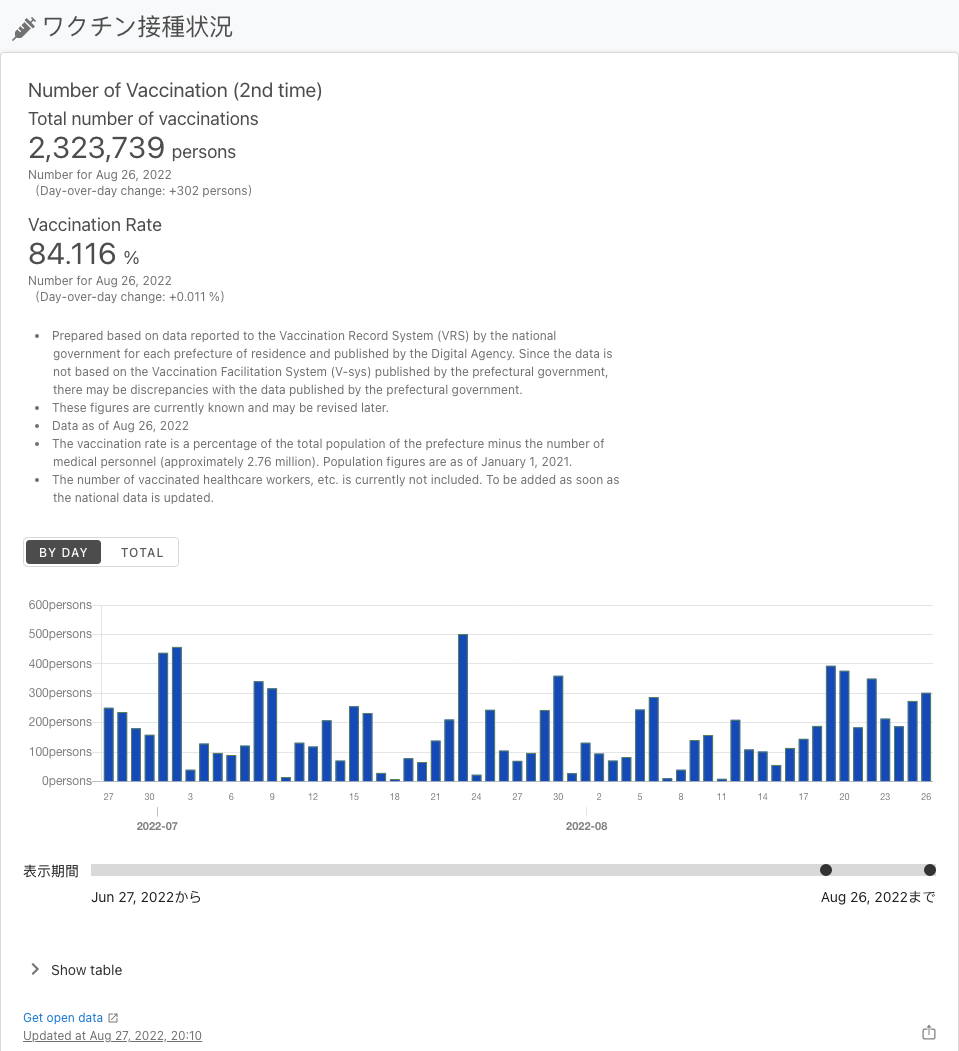 ワクチン接種状況
Number of Vaccination (2nd time)
Total number of vaccinations
2,323,739 persons
Number for Aug 26, 2022
(Day-over-day change: +302 persons)
Vaccination Rate
84.116 %
Number for Aug 26, 2022
(Day-over-day change: +0.011 %)
• Prepared based on data reported to the Vaccination Record System (VRS) by the national
government for each prefecture of residence and published by the Digital Agency. Since the data is
not based on the Vaccination Facilitation System (V-sys) published by the prefectural government,
there may be discrepancies with the data published by the prefectural government.
• These figures are currently known and may be revised later.
• Data as of Aug 26, 2022
• The vaccination rate is a percentage of the total population of the prefecture minus the number of
medical personnel (approximately 2.76 million). Population figures are as of January 1, 2021.
• The number of vaccinated healthcare workers, etc. is currently not included. To be added as soon as
the national data is updated.
BY DAY TOTAL
600persons
500persons
400persons
300persons
200persons
100persons
0persons
27 30 3 6 9 12 15 18 21 24 27 30 2 5 8 11 14 17 20 23 26
2022-07 2022-08
表示期間
Jun 27, 2022から Aug 26, 2022まで
Show table
Get open data
Updated at Aug 27, 2022, 20:10